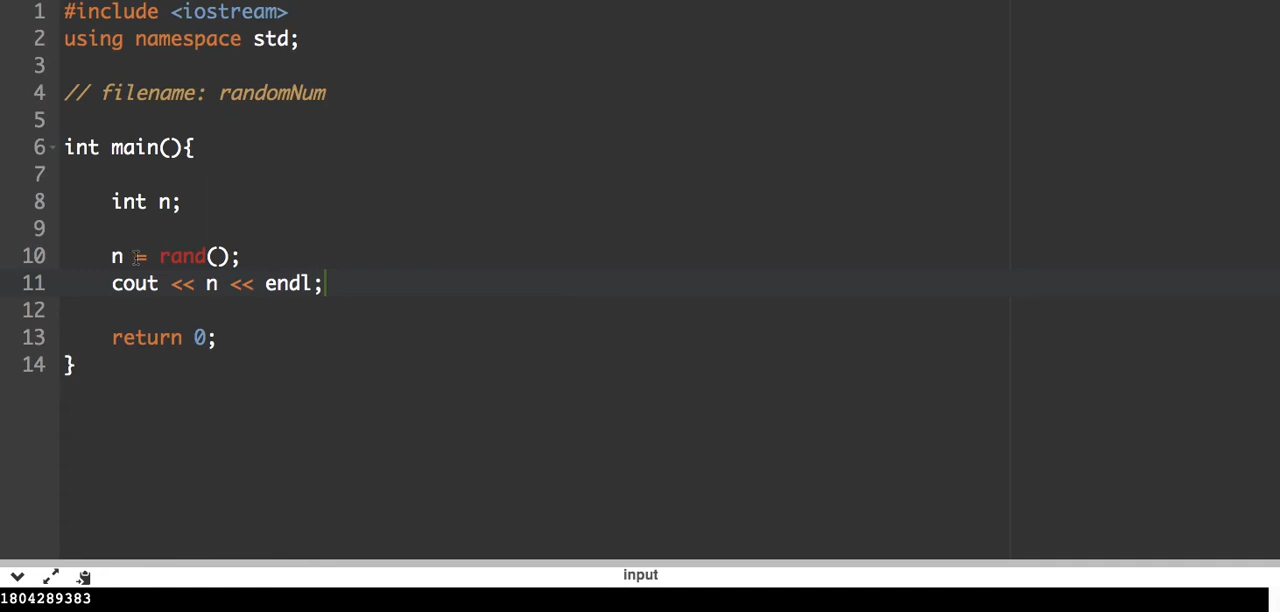 1 #include <iostream>
2 using namespace std;
3
4 // filename: randomNum
5
6 int main(){
7
8     int n;
9
10     n = rand();
11     cout << n << endl;
12
13     return 0;
14 }
input
1804289383